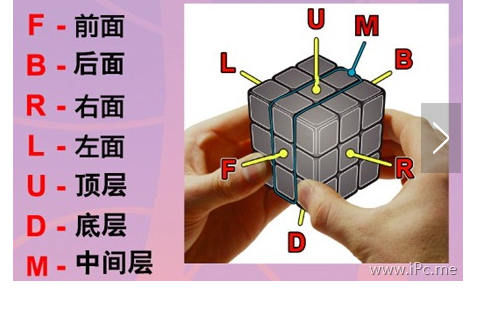 F - 前面
B - 后面
R - 右面
L - 左面
U - 顶层
D - 底层
M - 中间层
U
M
L
B
F
R
D
www.iPc.me